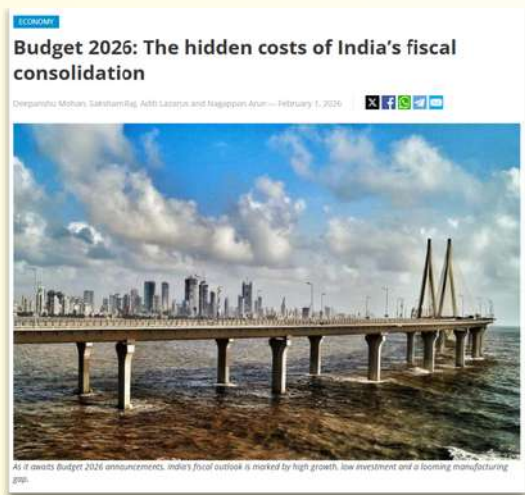 ECONOMY
Budget 2026: The hidden costs of India's fiscal
consolidation
Deepanshu Mohan, Saksham Raj, Aditi Lazarus and Nagappan Arun — February 1, 2026
As it awaits Budget 2026 announcements, India's fiscal outlook is marked by high growth, low investment and a looming manufacturing
gap.